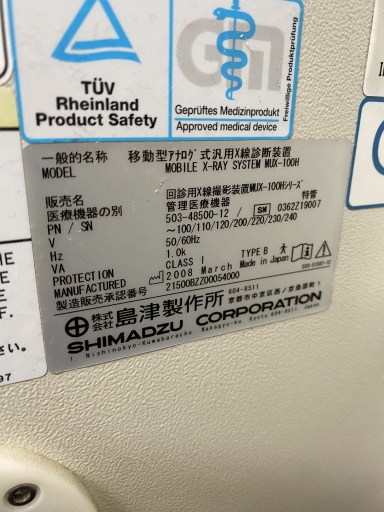 TÜV
Rheinland
Product Safety
GM
Geprüftes Medizinprodukt
Approved medical device
Freiwillige Produktprüfung
一般的名称 移動型アナログ式汎用X線診断装置
MODEL MOBILE X-RAY SYSTEM MUX-100H
販売名 回診用X線撮影装置MUX-100Hシリーズ
医療機器の別 管理医療機器 特管
PN / SN 503-48500-12 / SN 0362Z19007
V ~100/110/120/200/220/230/240
Hz 50/60Hz
VA 1.0k
PROTECTION CLASS I TYPE B
MANUFACTURED 2008 March Made in Japan
製造販売承認番号 21500BZZ00054000
株式会社 島津製作所 604-8511
京都市中京区西ノ京桑原町1
SHIMADZU CORPORATION
1 Nishinokyo-Kuwabaracho Nakagyo-ku, Kyoto 604-8511, Japan